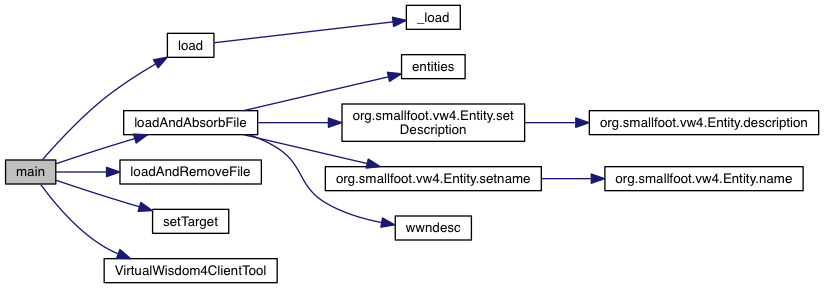 _load
load
entities
loadAndAbsorbFile
org.smallfoot.vw4.Entity.set
Description
org.smallfoot.vw4.Entity.description
main
loadAndRemoveFile
org.smallfoot.vw4.Entity.setname
org.smallfoot.vw4.Entity.name
setTarget
wwndesc
VirtualWisdom4ClientTool